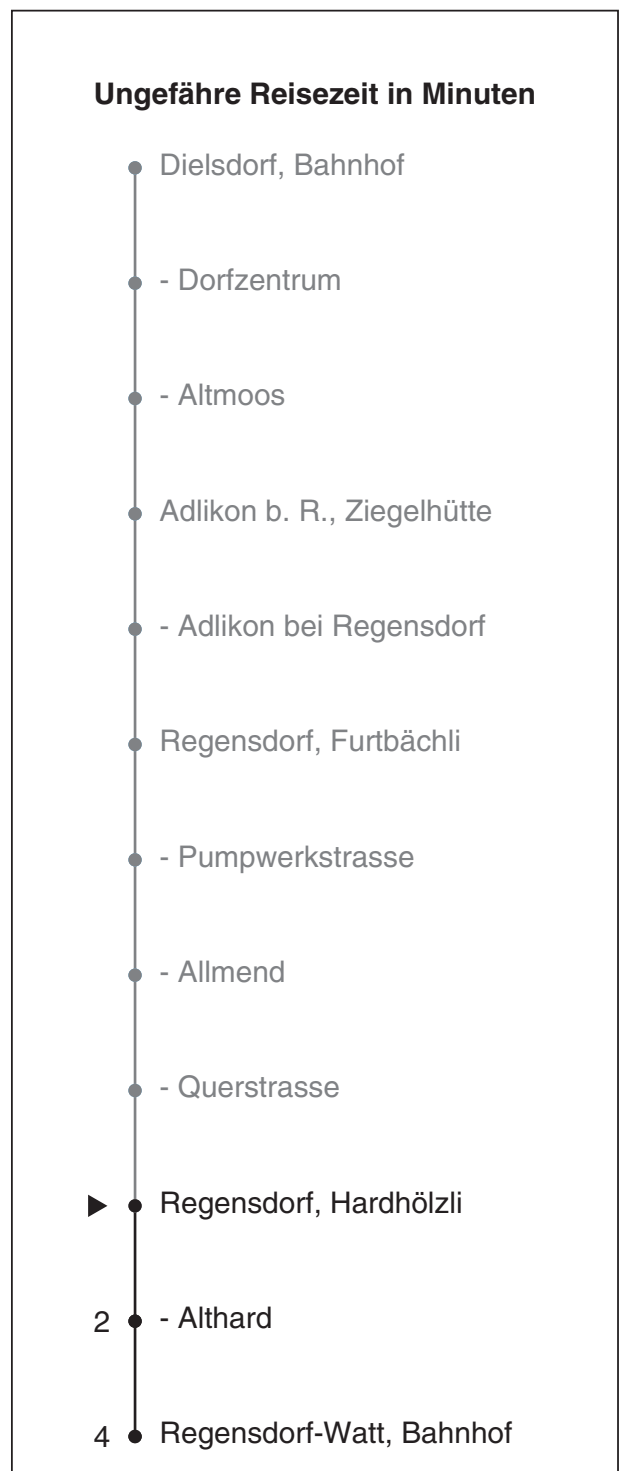 Ungefähre Reisezeit in Minuten
Dielsdorf, Bahnhof
- Dorfzentrum
- Altmoos
Adlikon b. R., Ziegelhütte
- Adlikon bei Regensdorf
Regensdorf, Furtbächli
- Pumpwerkstrasse
- Allmend
- Querstrasse
Regensdorf, Hardhölzli
2 - Althard
4 Regensdorf-Watt, Bahnhof